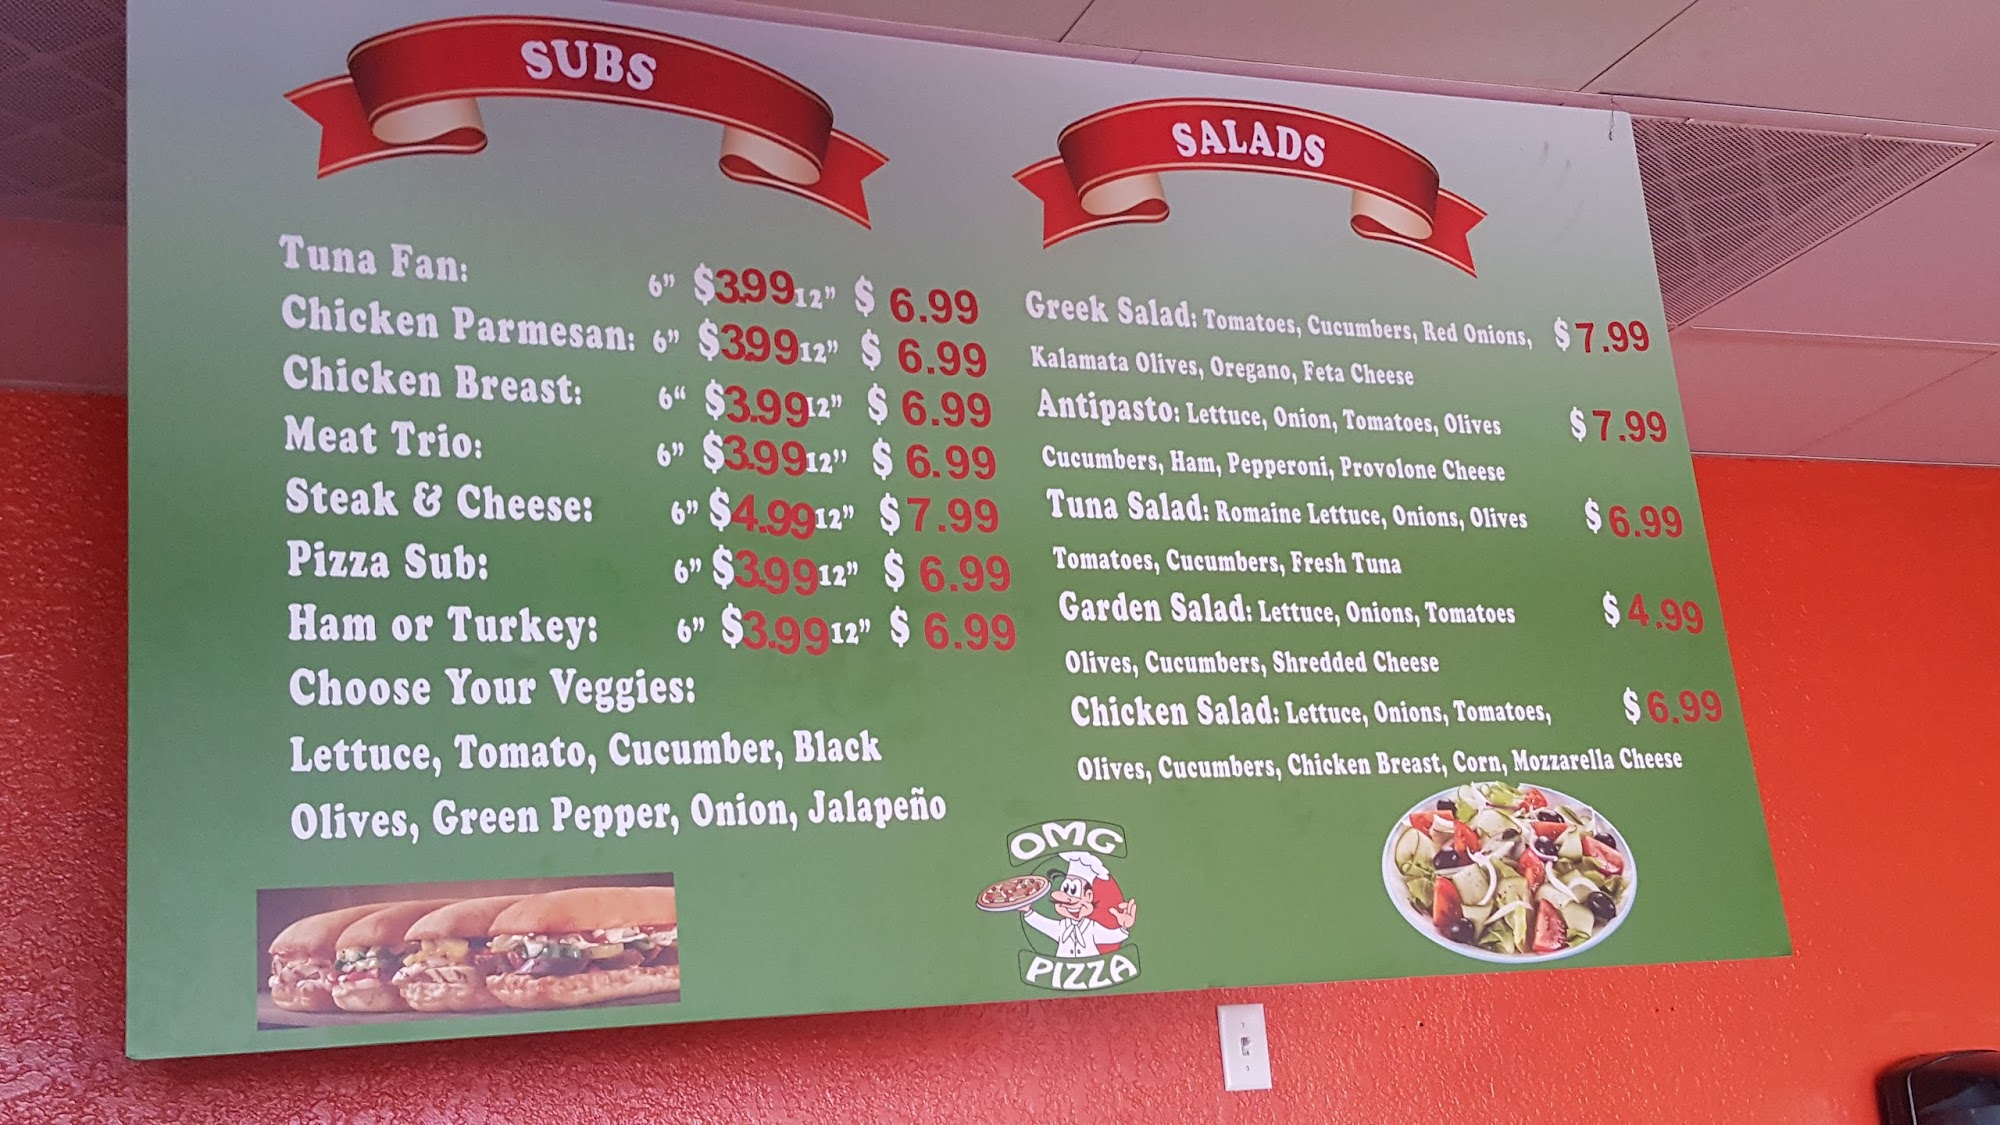 SUBS
Tuna Fan: 6" $3.99 12" $ 6.99
Chicken Parmesan: 6" $3.99 12" $ 6.99
Chicken Breast: 6" $3.99 12" $ 6.99
Meat Trio: 6" $3.99 12" $ 6.99
Steak & Cheese: 6" $4.99 12" $7.99
Pizza Sub: 6" $3.99 12" $ 6.99
Ham or Turkey: 6" $3.99 12" $ 6.99
Choose Your Veggies:
Lettuce, Tomato, Cucumber, Black
Olives, Green Pepper, Onion, Jalapeño
SALADS
Greek Salad: Tomatoes, Cucumbers, Red Onions, $7.99
Kalamata Olives, Oregano, Feta Cheese
Antipasto: Lettuce, Onion, Tomatoes, Olives $7.99
Cucumbers, Ham, Pepperoni, Provolone Cheese
Tuna Salad: Romaine Lettuce, Onions, Olives $6.99
Tomatoes, Cucumbers, Fresh Tuna
Garden Salad: Lettuce, Onions, Tomatoes $4.99
Olives, Cucumbers, Shredded Cheese
Chicken Salad: Lettuce, Onions, Tomatoes, $6.99
Olives, Cucumbers, Chicken Breast, Corn, Mozzarella Cheese
OMG
PIZZA